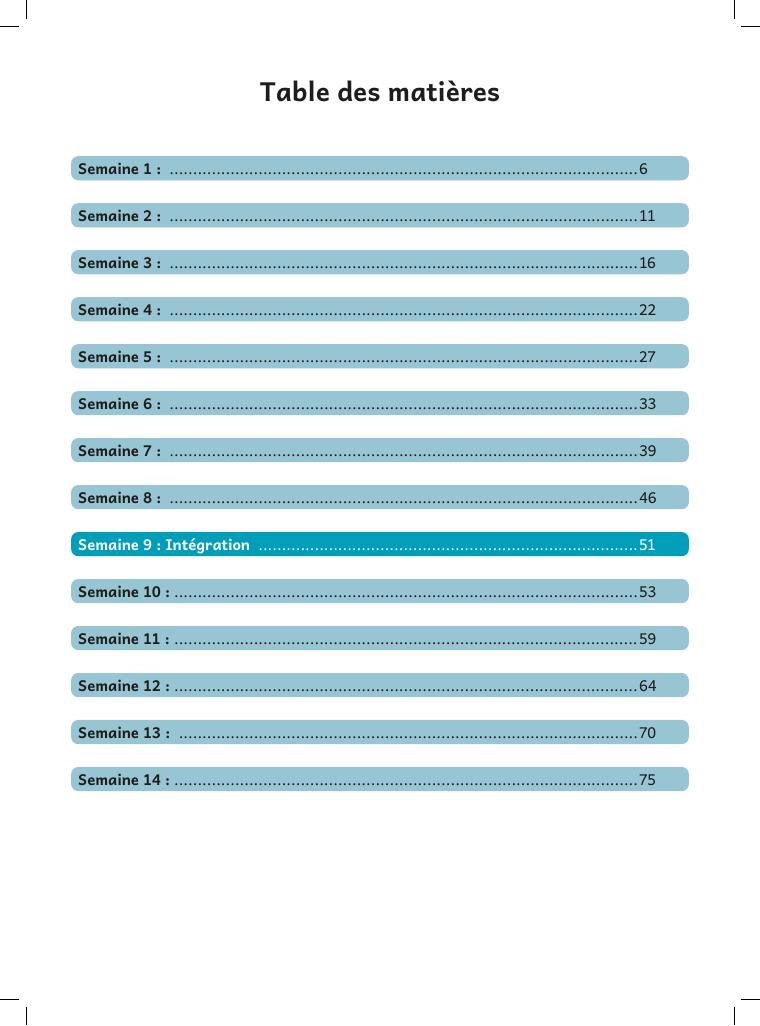 Table des matières
Semaine 1 : ........................................................................................................6
Semaine 2 : ........................................................................................................11
Semaine 3 : ........................................................................................................16
Semaine 4 : ........................................................................................................22
Semaine 5 : ........................................................................................................27
Semaine 6 : ........................................................................................................33
Semaine 7 : ........................................................................................................39
Semaine 8 : ........................................................................................................46
Semaine 9 : Intégration ....................................................................................51
Semaine 10 : .......................................................................................................53
Semaine 11 : .......................................................................................................59
Semaine 12 : .......................................................................................................64
Semaine 13 : ......................................................................................................70
Semaine 14 : .......................................................................................................75